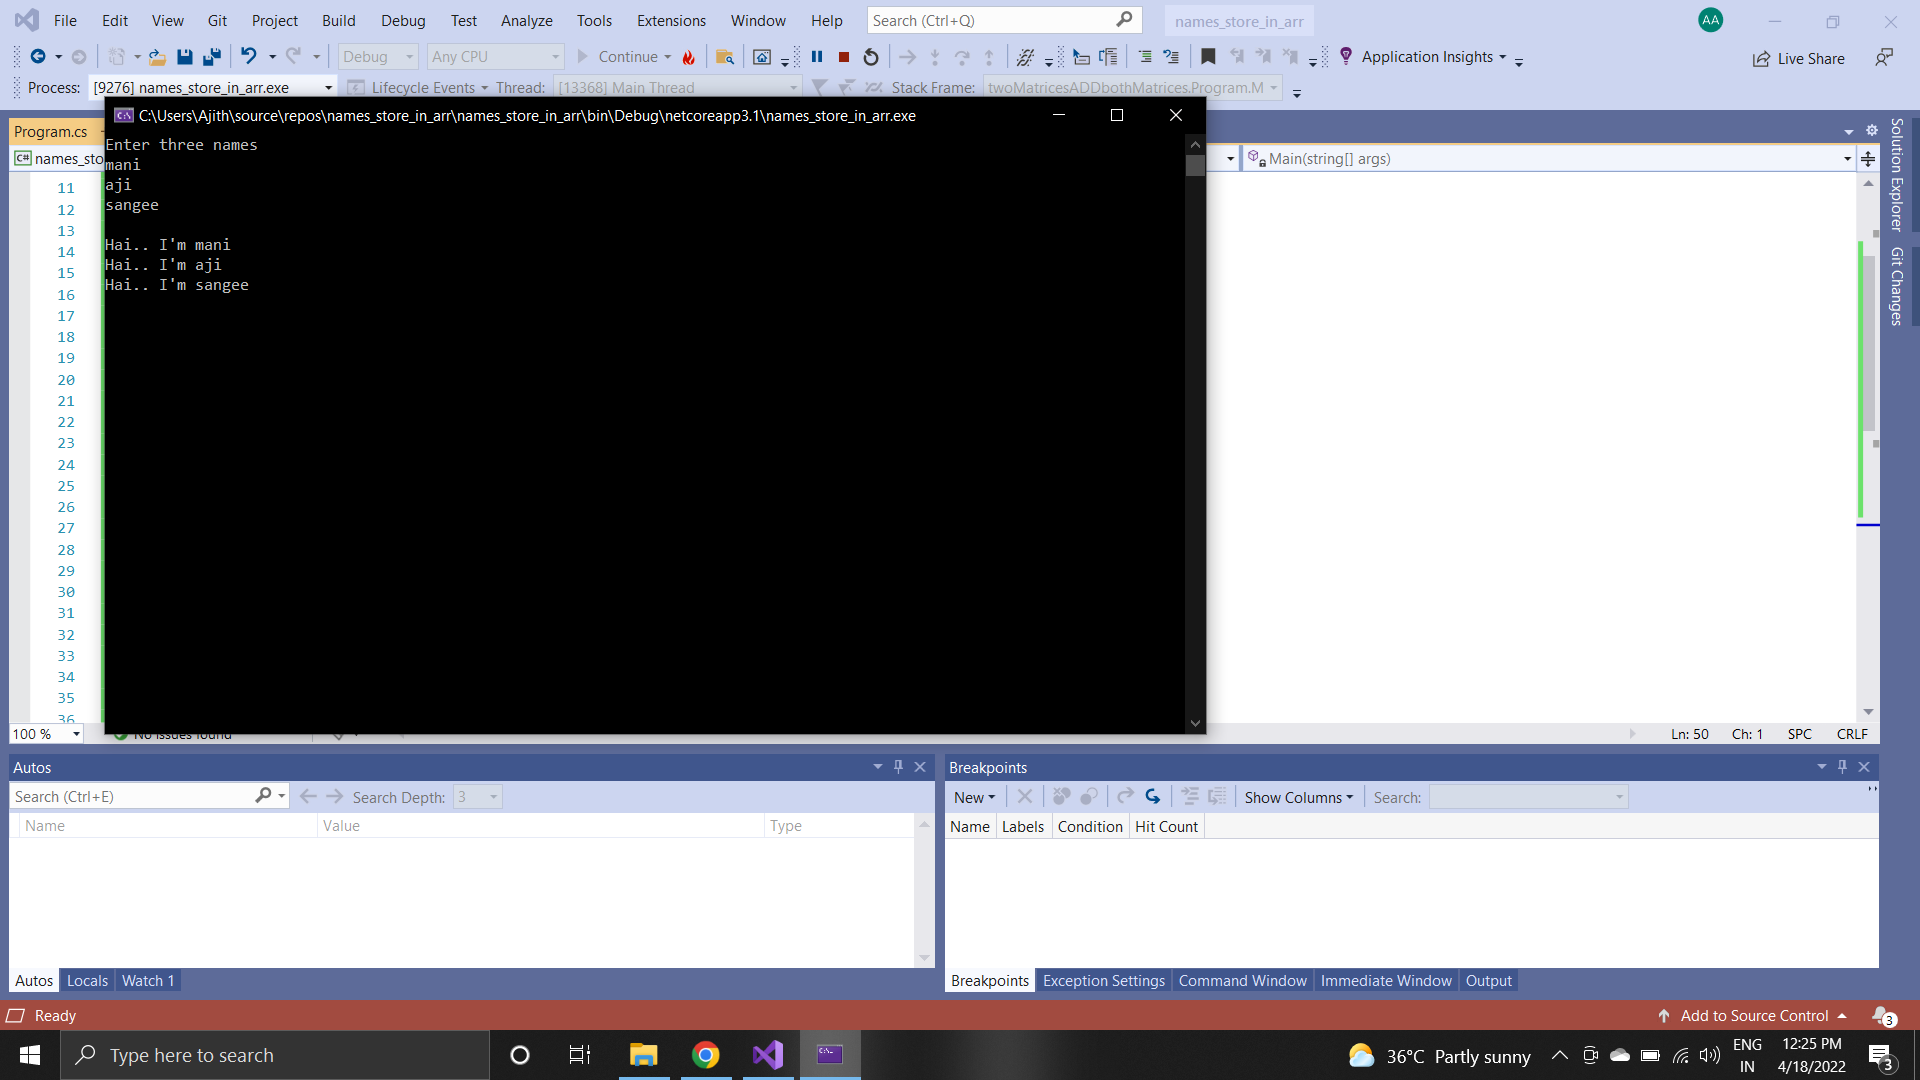 File Edit View Git Project Build Debug Test Analyze Tools Extensions Window Help Search (Ctrl+Q) names_store_in_arr AA
Debug Any CPU Continue Application Insights Live Share
Process: [9276] names_store_in_arr.exe Lifecycle Events Thread: [13368] Main Thread Stack Frame: twoMatricesADDbothMatrices.Program.M
C:\Users\Ajith\source\repos\names_store_in_arr\names_store_in_arr\bin\Debug\netcoreapp3.1\names_store_in_arr.exe
Program.cs
names_sto
Main(string[] args)
Enter three names
mani
aji
sangee
Hai.. I'm mani
Hai.. I'm aji
Hai.. I'm sangee
11
12
13
14
15
16
17
18
19
20
21
22
23
24
25
26
27
28
29
30
31
32
33
34
35
36
Solution Explorer
Git Changes
100 % No issues found Ln: 50 Ch: 1 SPC CRLF
Autos
Search (Ctrl+E) Search Depth: 3
Name Value Type
Autos Locals Watch 1
Breakpoints
New Show Columns Search:
Name Labels Condition Hit Count
Breakpoints Exception Settings Command Window Immediate Window Output
Ready Add to Source Control 3
Type here to search 36°C Partly sunny ENG IN 12:25 PM 4/18/2022 3